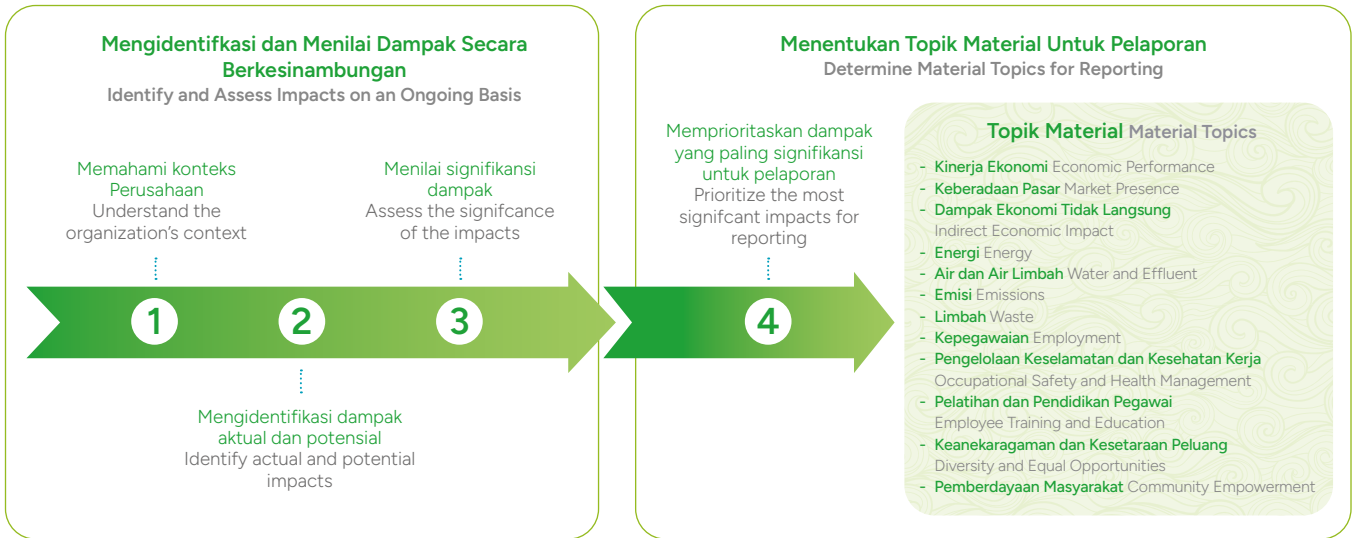 Mengidentifkasi dan Menilai Dampak Secara
Berkesinambungan
Identify and Assess Impacts on an Ongoing Basis
Memahami konteks
Perusahaan
Understand the
organization's context
Menilai signifikansi
dampak
Assess the signifcance
of the impacts
1
2
3
Mengidentifikasi dampak
aktual dan potensial
Identify actual and potential
impacts
Menentukan Topik Material Untuk Pelaporan
Determine Material Topics for Reporting
Memprioritaskan dampak
yang paling signifikansi
untuk pelaporan
Prioritize the most
signifcant impacts for
reporting
4
Topik Material Material Topics
- Kinerja Ekonomi Economic Performance
- Keberadaan Pasar Market Presence
- Dampak Ekonomi Tidak Langsung
Indirect Economic Impact
- Energi Energy
- Air dan Air Limbah Water and Effluent
- Emisi Emissions
- Limbah Waste
- Kepegawaian Employment
- Pengelolaan Keselamatan dan Kesehatan Kerja
Occupational Safety and Health Management
- Pelatihan dan Pendidikan Pegawai
Employee Training and Education
- Keanekaragaman dan Kesetaraan Peluang
Diversity and Equal Opportunities
- Pemberdayaan Masyarakat Community Empowerment